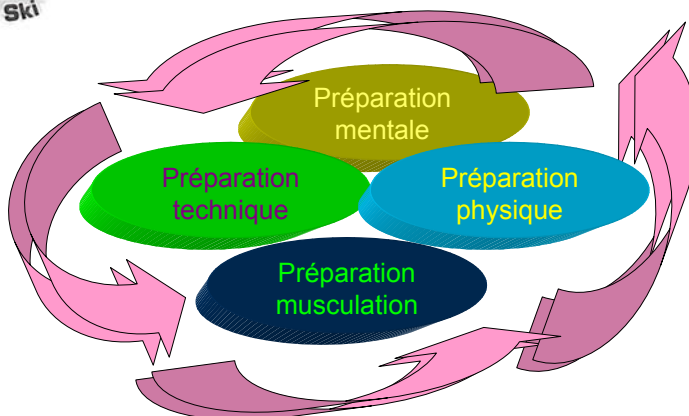 Ski
Préparation
mentale
Préparation
technique
Préparation
physique
Préparation
musculation